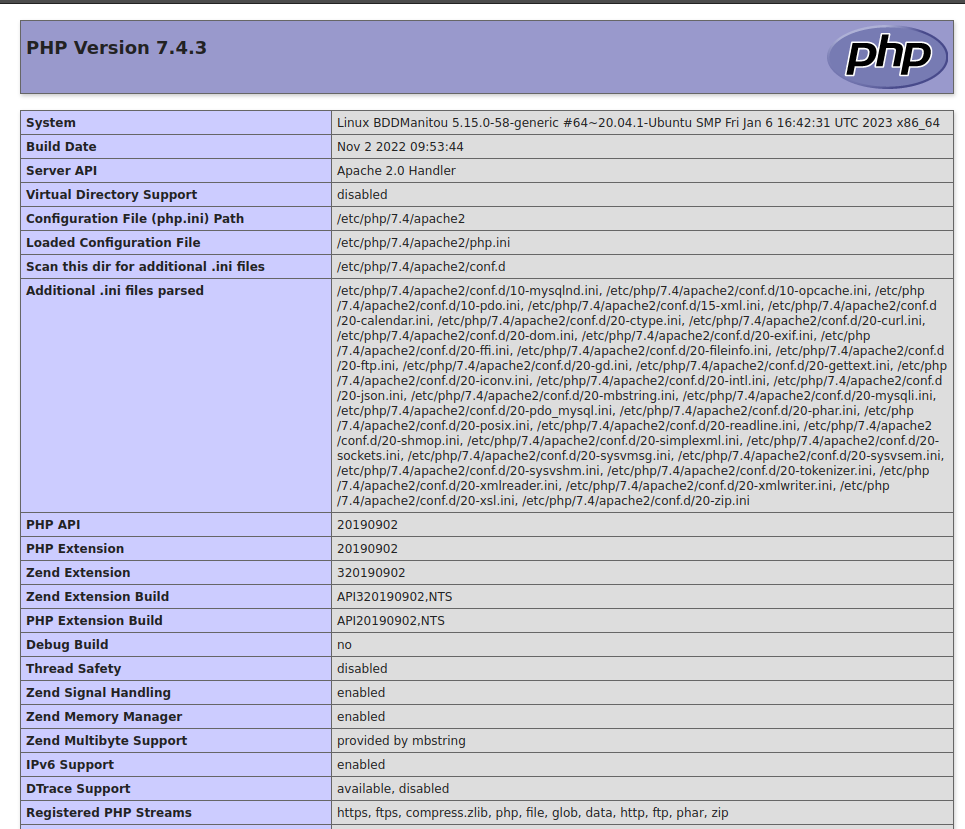 PHP Version 7.4.3
php
System Linux BDDManitou 5.15.0-58-generic #64~20.04.1-Ubuntu SMP Fri Jan 6 16:42:31 UTC 2023 x86_64
Build Date Nov 2 2022 09:53:44
Server API Apache 2.0 Handler
Virtual Directory Support disabled
Configuration File (php.ini) Path /etc/php/7.4/apache2
Loaded Configuration File /etc/php/7.4/apache2/php.ini
Scan this dir for additional .ini files /etc/php/7.4/apache2/conf.d
Additional .ini files parsed /etc/php/7.4/apache2/conf.d/10-mysqlnd.ini, /etc/php/7.4/apache2/conf.d/10-opcache.ini, /etc/php
/7.4/apache2/conf.d/10-pdo.ini, /etc/php/7.4/apache2/conf.d/15-xml.ini, /etc/php/7.4/apache2/conf.d
/20-calendar.ini, /etc/php/7.4/apache2/conf.d/20-ctype.ini, /etc/php/7.4/apache2/conf.d/20-curl.ini,
/etc/php/7.4/apache2/conf.d/20-dom.ini, /etc/php/7.4/apache2/conf.d/20-exif.ini, /etc/php
/7.4/apache2/conf.d/20-ffi.ini, /etc/php/7.4/apache2/conf.d/20-fileinfo.ini, /etc/php/7.4/apache2/conf.d
/20-ftp.ini, /etc/php/7.4/apache2/conf.d/20-gd.ini, /etc/php/7.4/apache2/conf.d/20-gettext.ini, /etc/php
/7.4/apache2/conf.d/20-iconv.ini, /etc/php/7.4/apache2/conf.d/20-intl.ini, /etc/php/7.4/apache2/conf.d
/20-json.ini, /etc/php/7.4/apache2/conf.d/20-mbstring.ini, /etc/php/7.4/apache2/conf.d/20-mysqli.ini,
/etc/php/7.4/apache2/conf.d/20-pdo_mysql.ini, /etc/php/7.4/apache2/conf.d/20-phar.ini, /etc/php
/7.4/apache2/conf.d/20-posix.ini, /etc/php/7.4/apache2/conf.d/20-readline.ini, /etc/php/7.4/apache2
/conf.d/20-shmop.ini, /etc/php/7.4/apache2/conf.d/20-simplexml.ini, /etc/php/7.4/apache2/conf.d/20-
sockets.ini, /etc/php/7.4/apache2/conf.d/20-sysvmsg.ini, /etc/php/7.4/apache2/conf.d/20-sysvsem.ini,
/etc/php/7.4/apache2/conf.d/20-sysvshm.ini, /etc/php/7.4/apache2/conf.d/20-tokenizer.ini, /etc/php
/7.4/apache2/conf.d/20-xmlreader.ini, /etc/php/7.4/apache2/conf.d/20-xmlwriter.ini, /etc/php
/7.4/apache2/conf.d/20-xsl.ini, /etc/php/7.4/apache2/conf.d/20-zip.ini
PHP API 20190902
PHP Extension 20190902
Zend Extension 320190902
Zend Extension Build API320190902,NTS
PHP Extension Build API20190902,NTS
Debug Build no
Thread Safety disabled
Zend Signal Handling enabled
Zend Memory Manager enabled
Zend Multibyte Support provided by mbstring
IPv6 Support enabled
DTrace Support available, disabled
Registered PHP Streams https, ftps, compress.zlib, php, file, glob, data, http, ftp, phar, zip